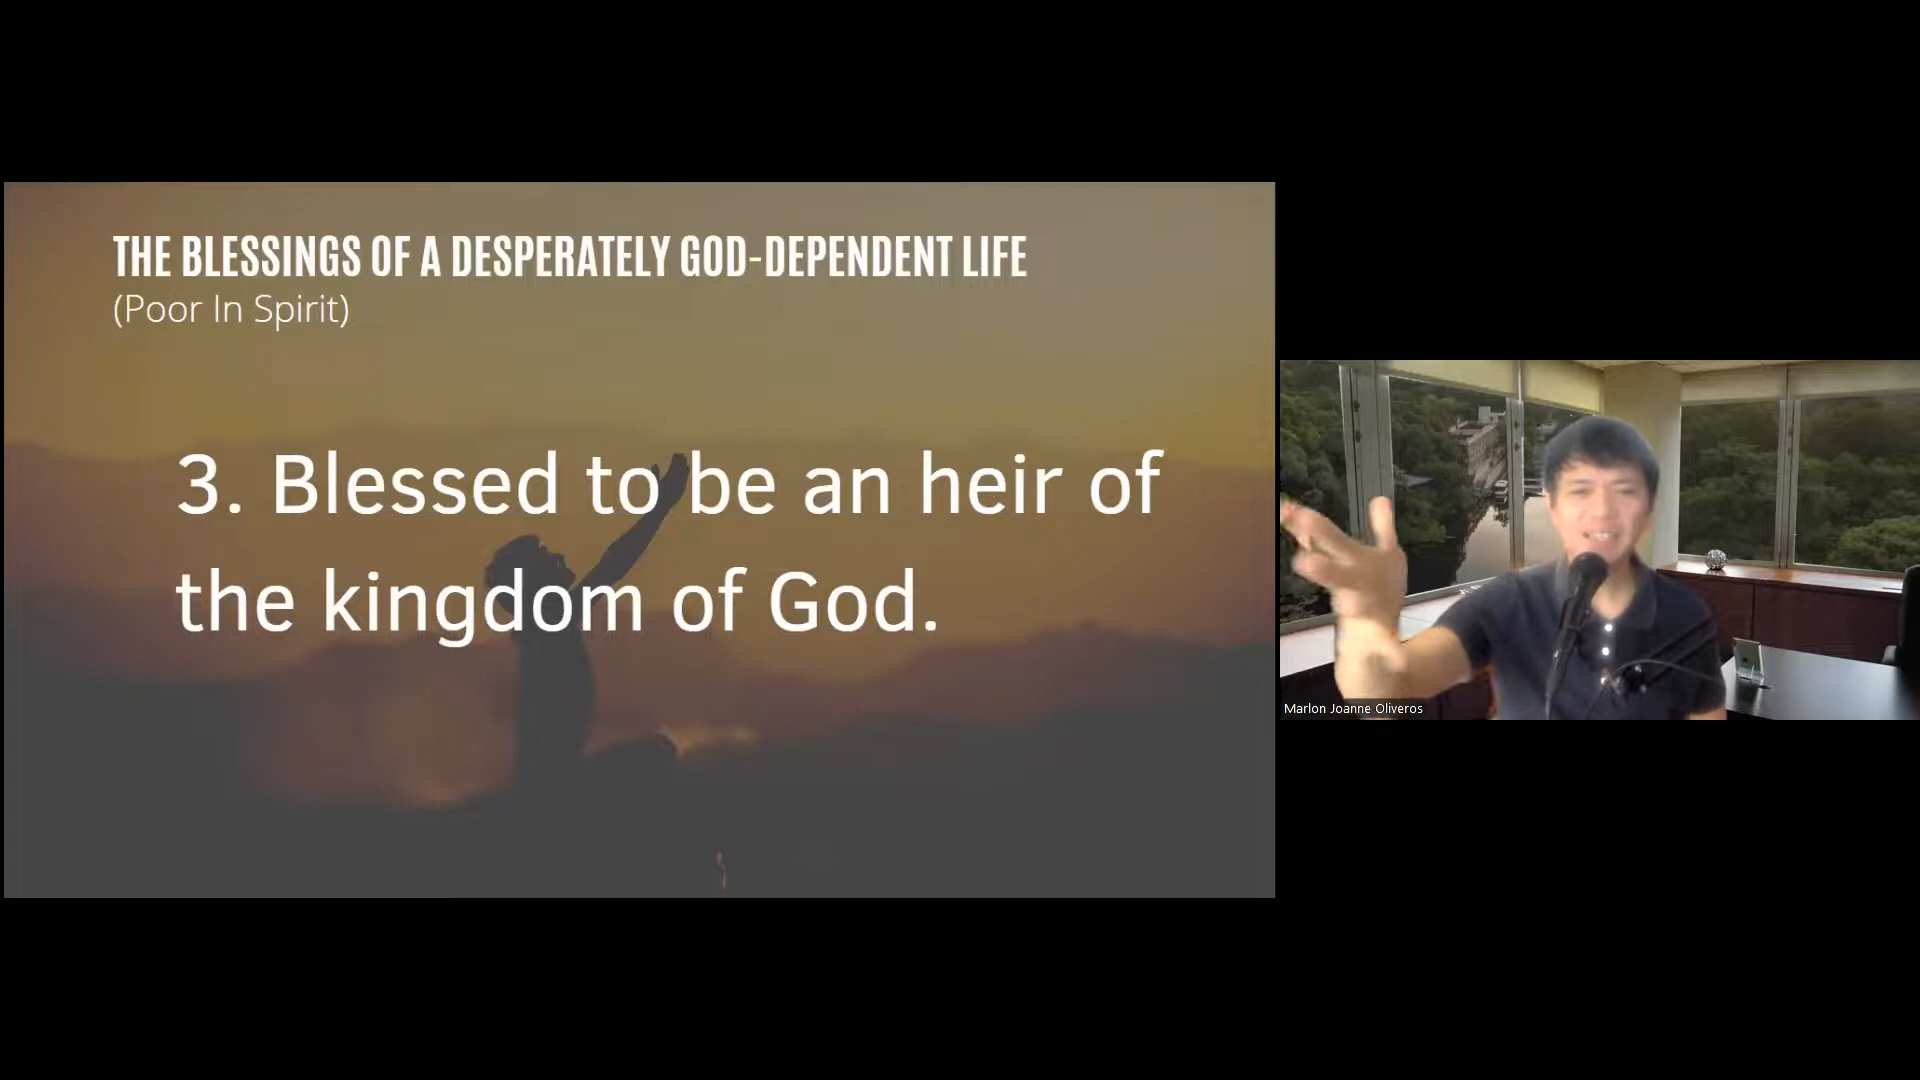 THE BLESSINGS OF A DESPERATELY GOD-DEPENDENT LIFE
(Poor In Spirit)
3. Blessed to be an heir of
the kingdom of God.
Marlon Joanne Oliveros